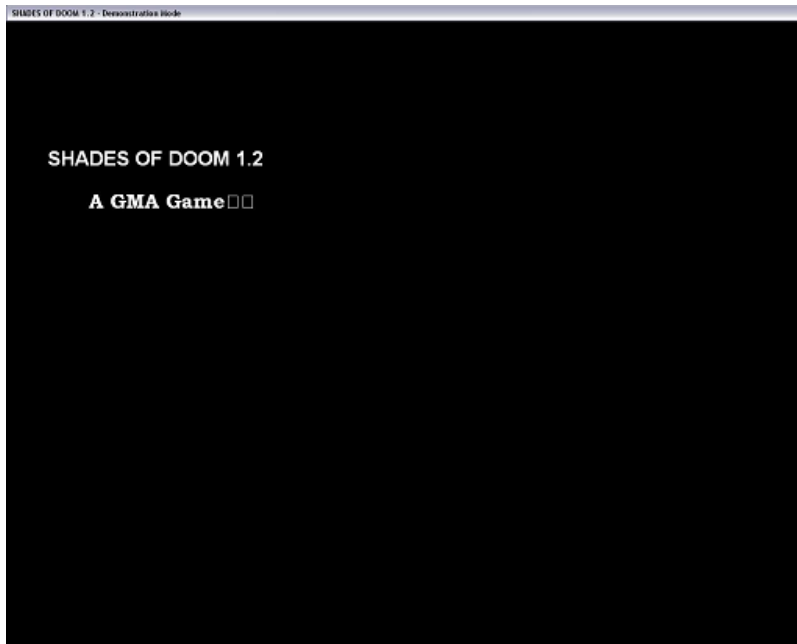 SHADES OF DOOM 1.2 - Demonstration Mode
SHADES OF DOOM 1.2
A GMA Game□□